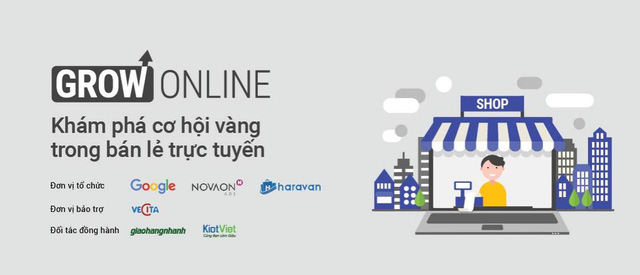 GROW ONLINE
Khám phá cơ hội vàng
trong bán lẻ trực tuyến
SHOP
Đơn vị tổ chức Google NOVAON ADS haravan
Đơn vị bảo trợ VECITA
Đối tác đồng hành giaohangnhanh KiotViet